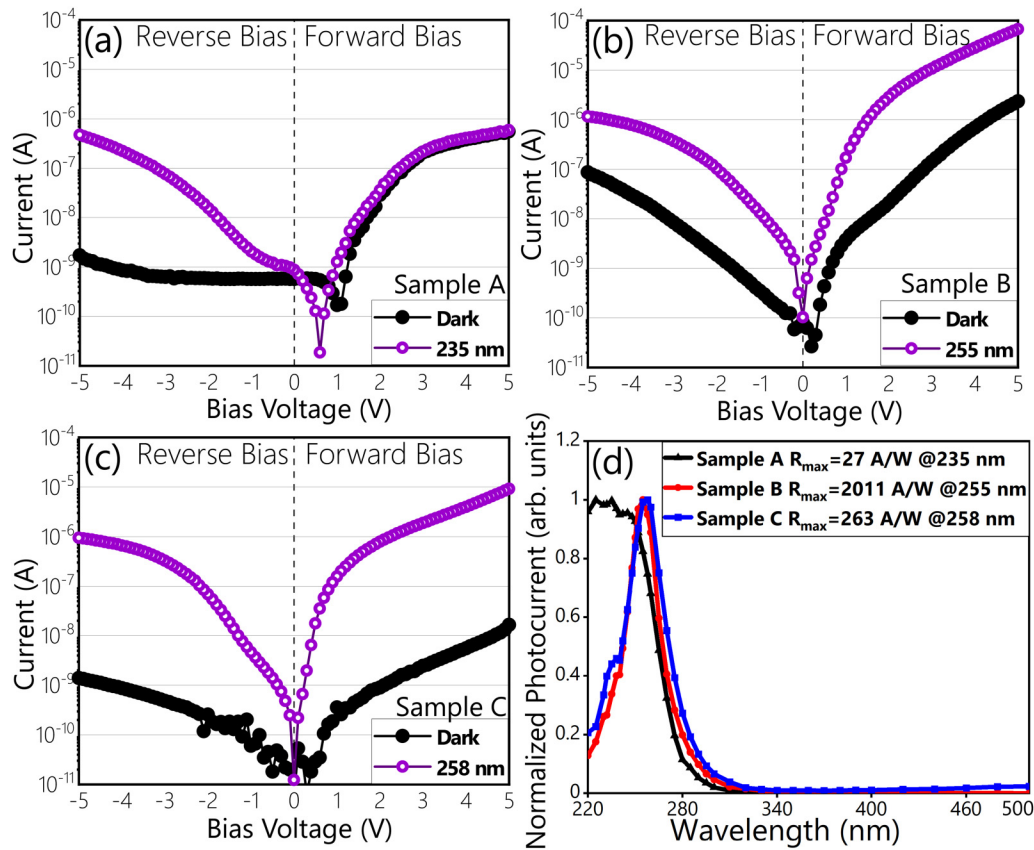 (a)
Reverse Bias Forward Bias
Current (A)
10⁻⁴
10⁻⁵
10⁻⁶
10⁻⁷
10⁻⁸
10⁻⁹
10⁻¹⁰
10⁻¹¹
Sample A
Dark
235 nm
-5 -4 -3 -2 -1 0 1 2 3 4 5
Bias Voltage (V)
(b)
Reverse Bias Forward Bias
Current (A)
10⁻⁴
10⁻⁵
10⁻⁶
10⁻⁷
10⁻⁸
10⁻⁹
10⁻¹⁰
10⁻¹¹
Sample B
Dark
255 nm
-5 -4 -3 -2 -1 0 1 2 3 4 5
Bias Voltage (V)
(c)
Reverse Bias Forward Bias
Current (A)
10⁻⁴
10⁻⁵
10⁻⁶
10⁻⁷
10⁻⁸
10⁻⁹
10⁻¹⁰
10⁻¹¹
Sample C
Dark
258 nm
-5 -4 -3 -2 -1 0 1 2 3 4 5
Bias Voltage (V)
(d)
Normalized Photocurrent (arb. units)
1.2
1
0.8
0.6
0.4
0.2
0
Sample A Rmax=27 A/W @235 nm
Sample B Rmax=2011 A/W @255 nm
Sample C Rmax=263 A/W @258 nm
220 280 340 400 460 500
Wavelength (nm)